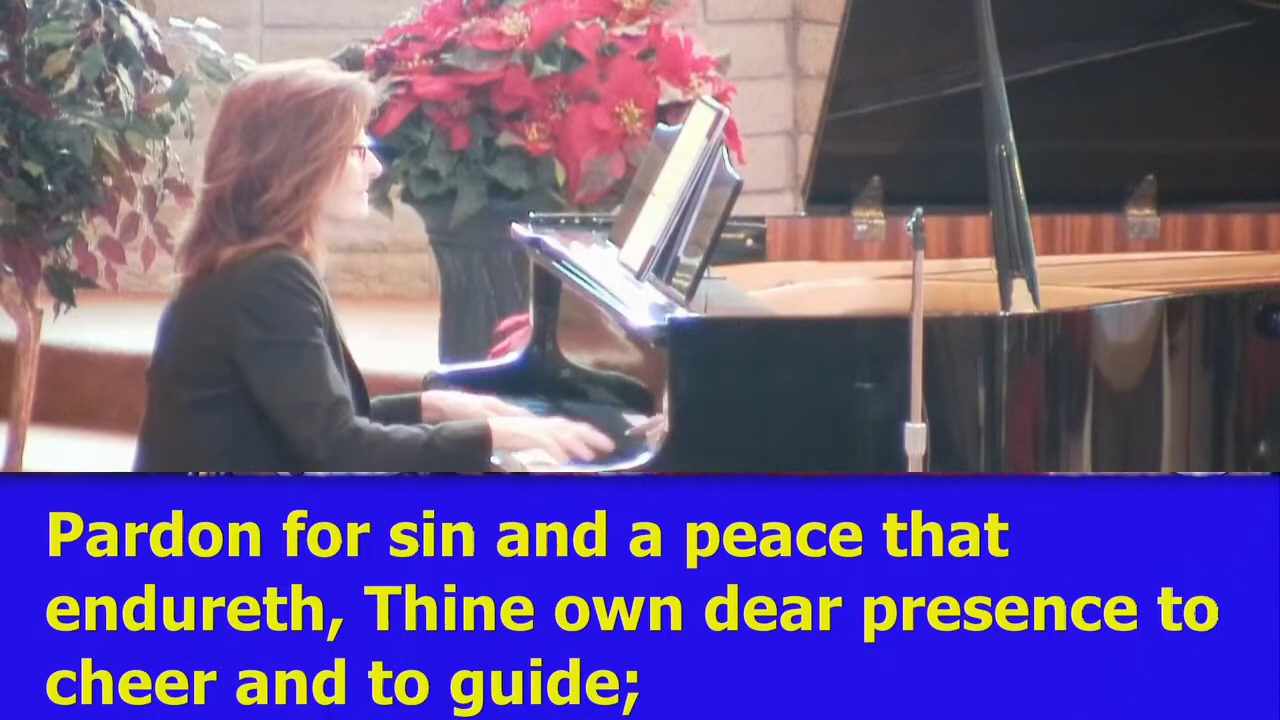 Pardon for sin and a peace that
endureth, Thine own dear presence to
cheer and to guide;